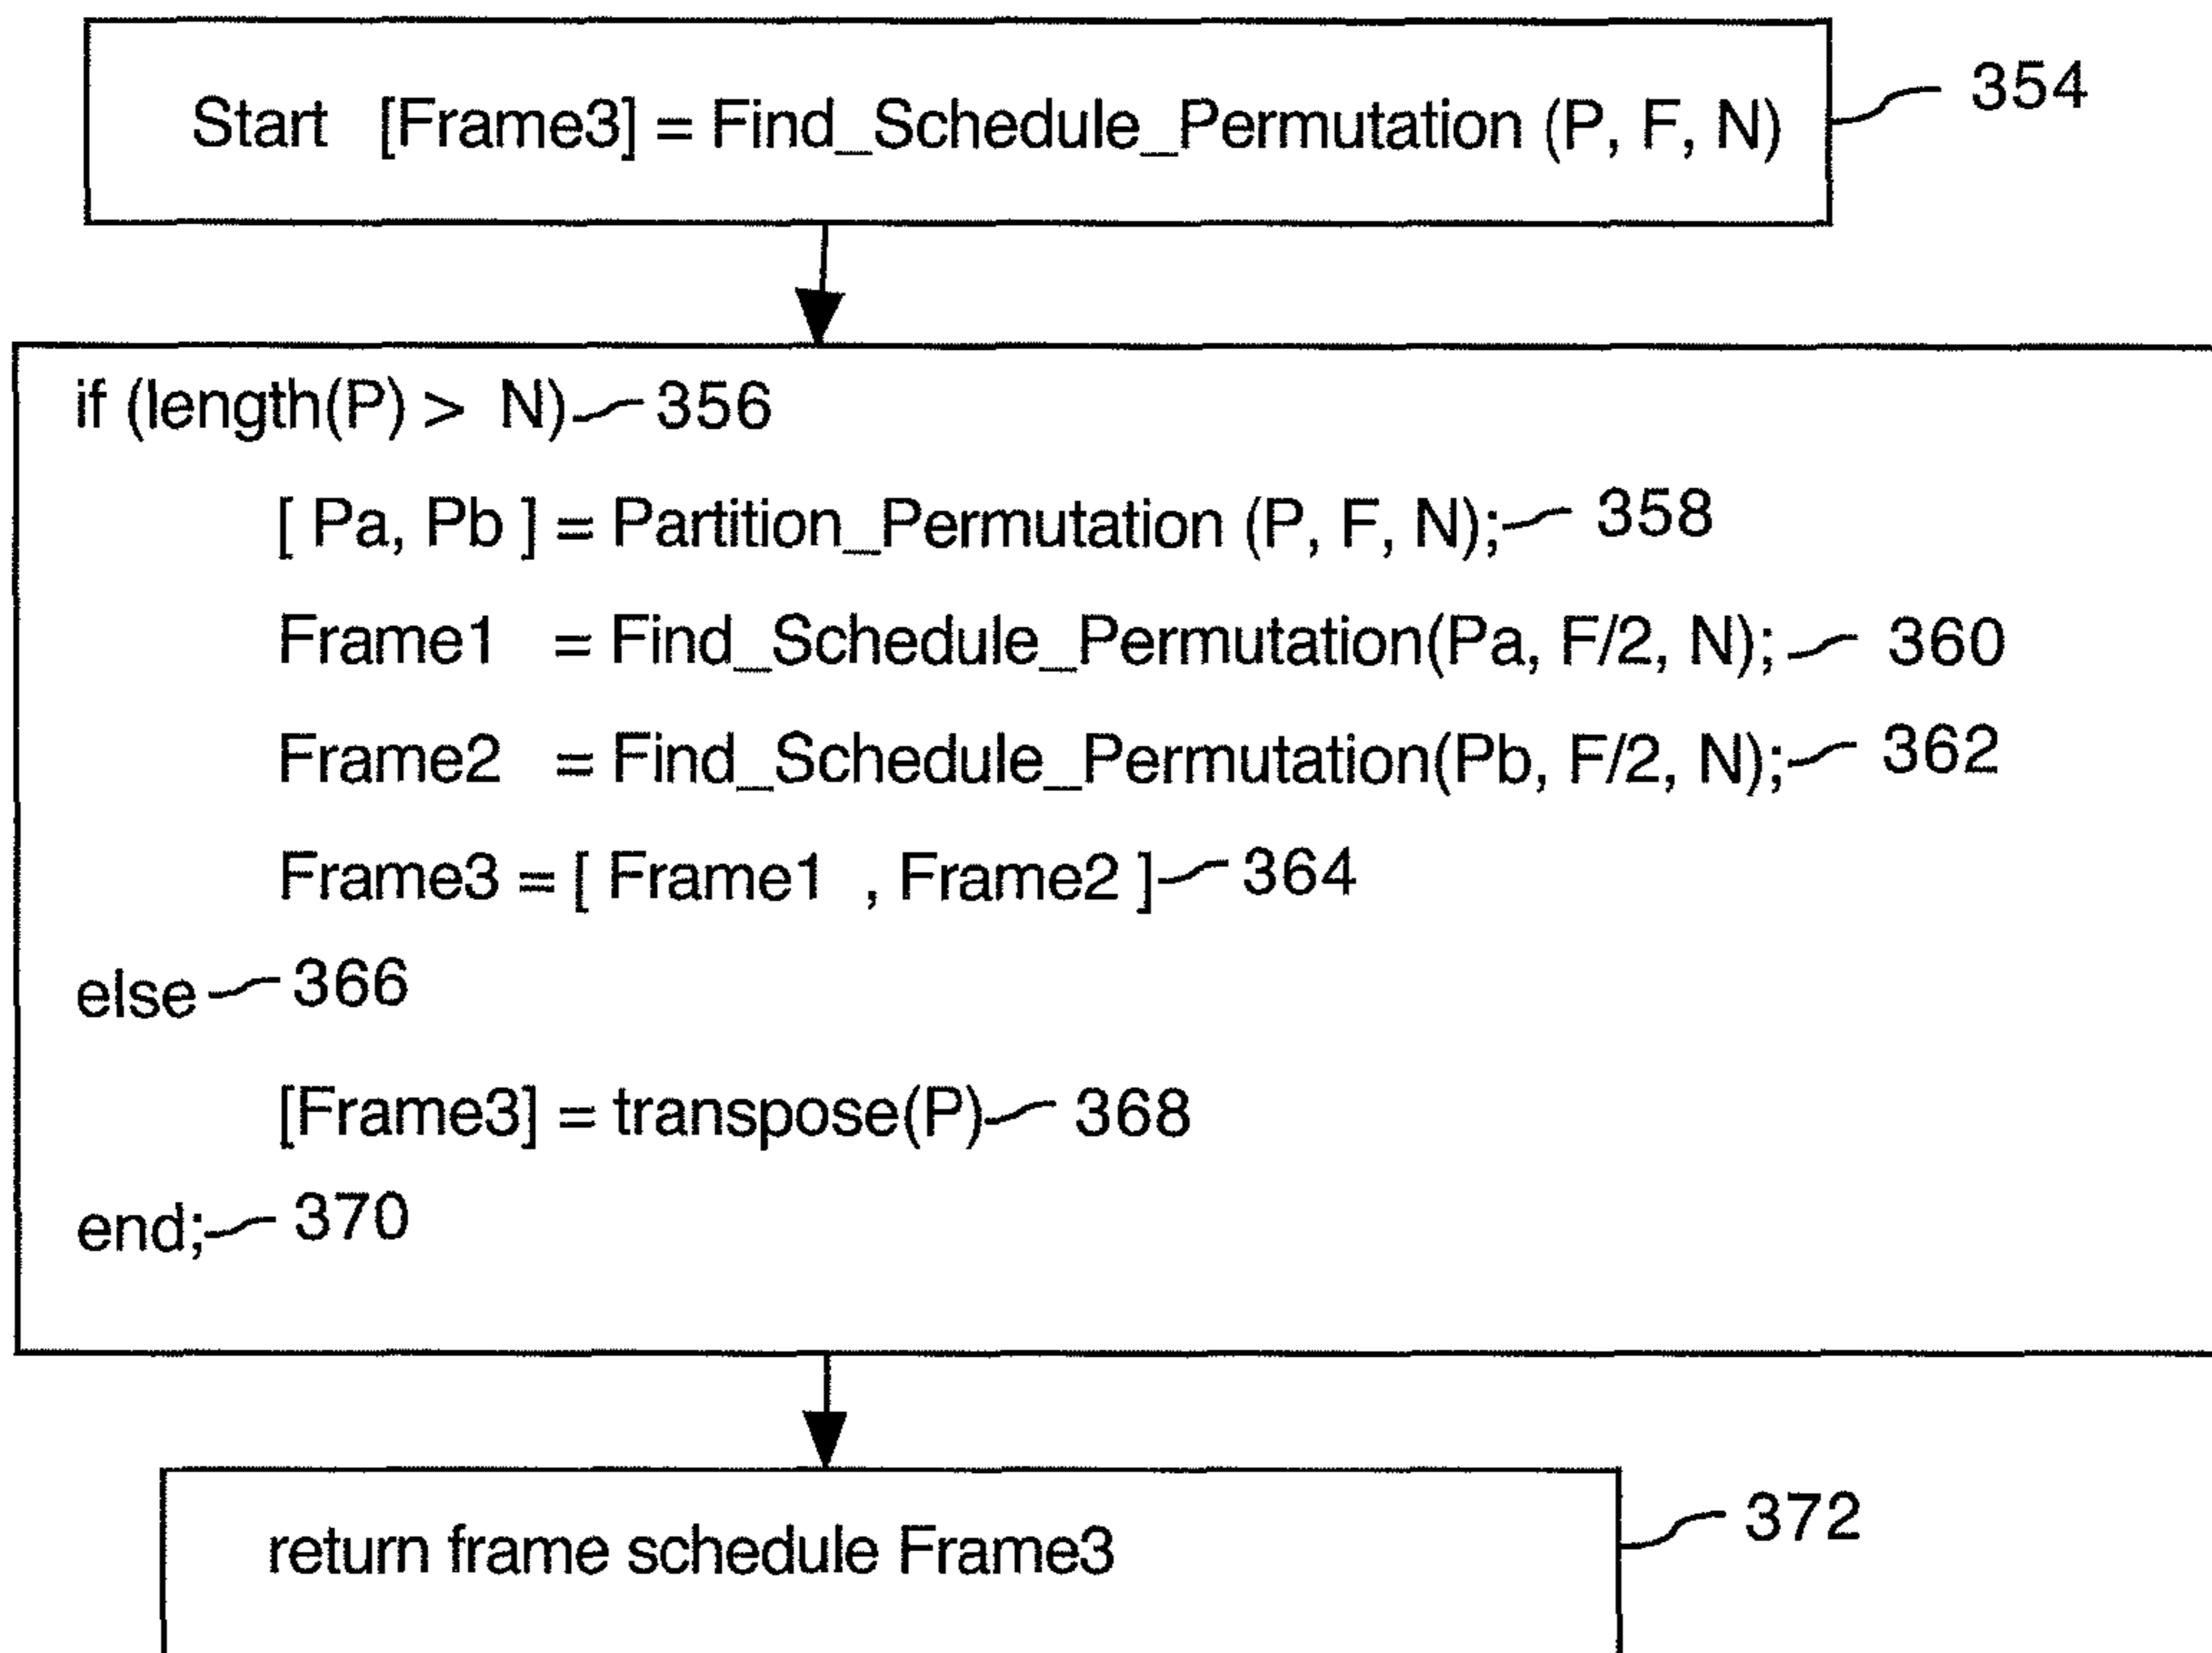 Start [Frame3] = Find_Schedule_Permutation (P, F, N) 354
if (length(P) > N) 356
[ Pa, Pb ] = Partition_Permutation (P, F, N); 358
Frame1 = Find_Schedule_Permutation(Pa, F/2, N); 360
Frame2 = Find_Schedule_Permutation(Pb, F/2, N); 362
Frame3 = [ Frame1 , Frame2 ] 364
else 366
[Frame3] = transpose(P) 368
end; 370
return frame schedule Frame3 372